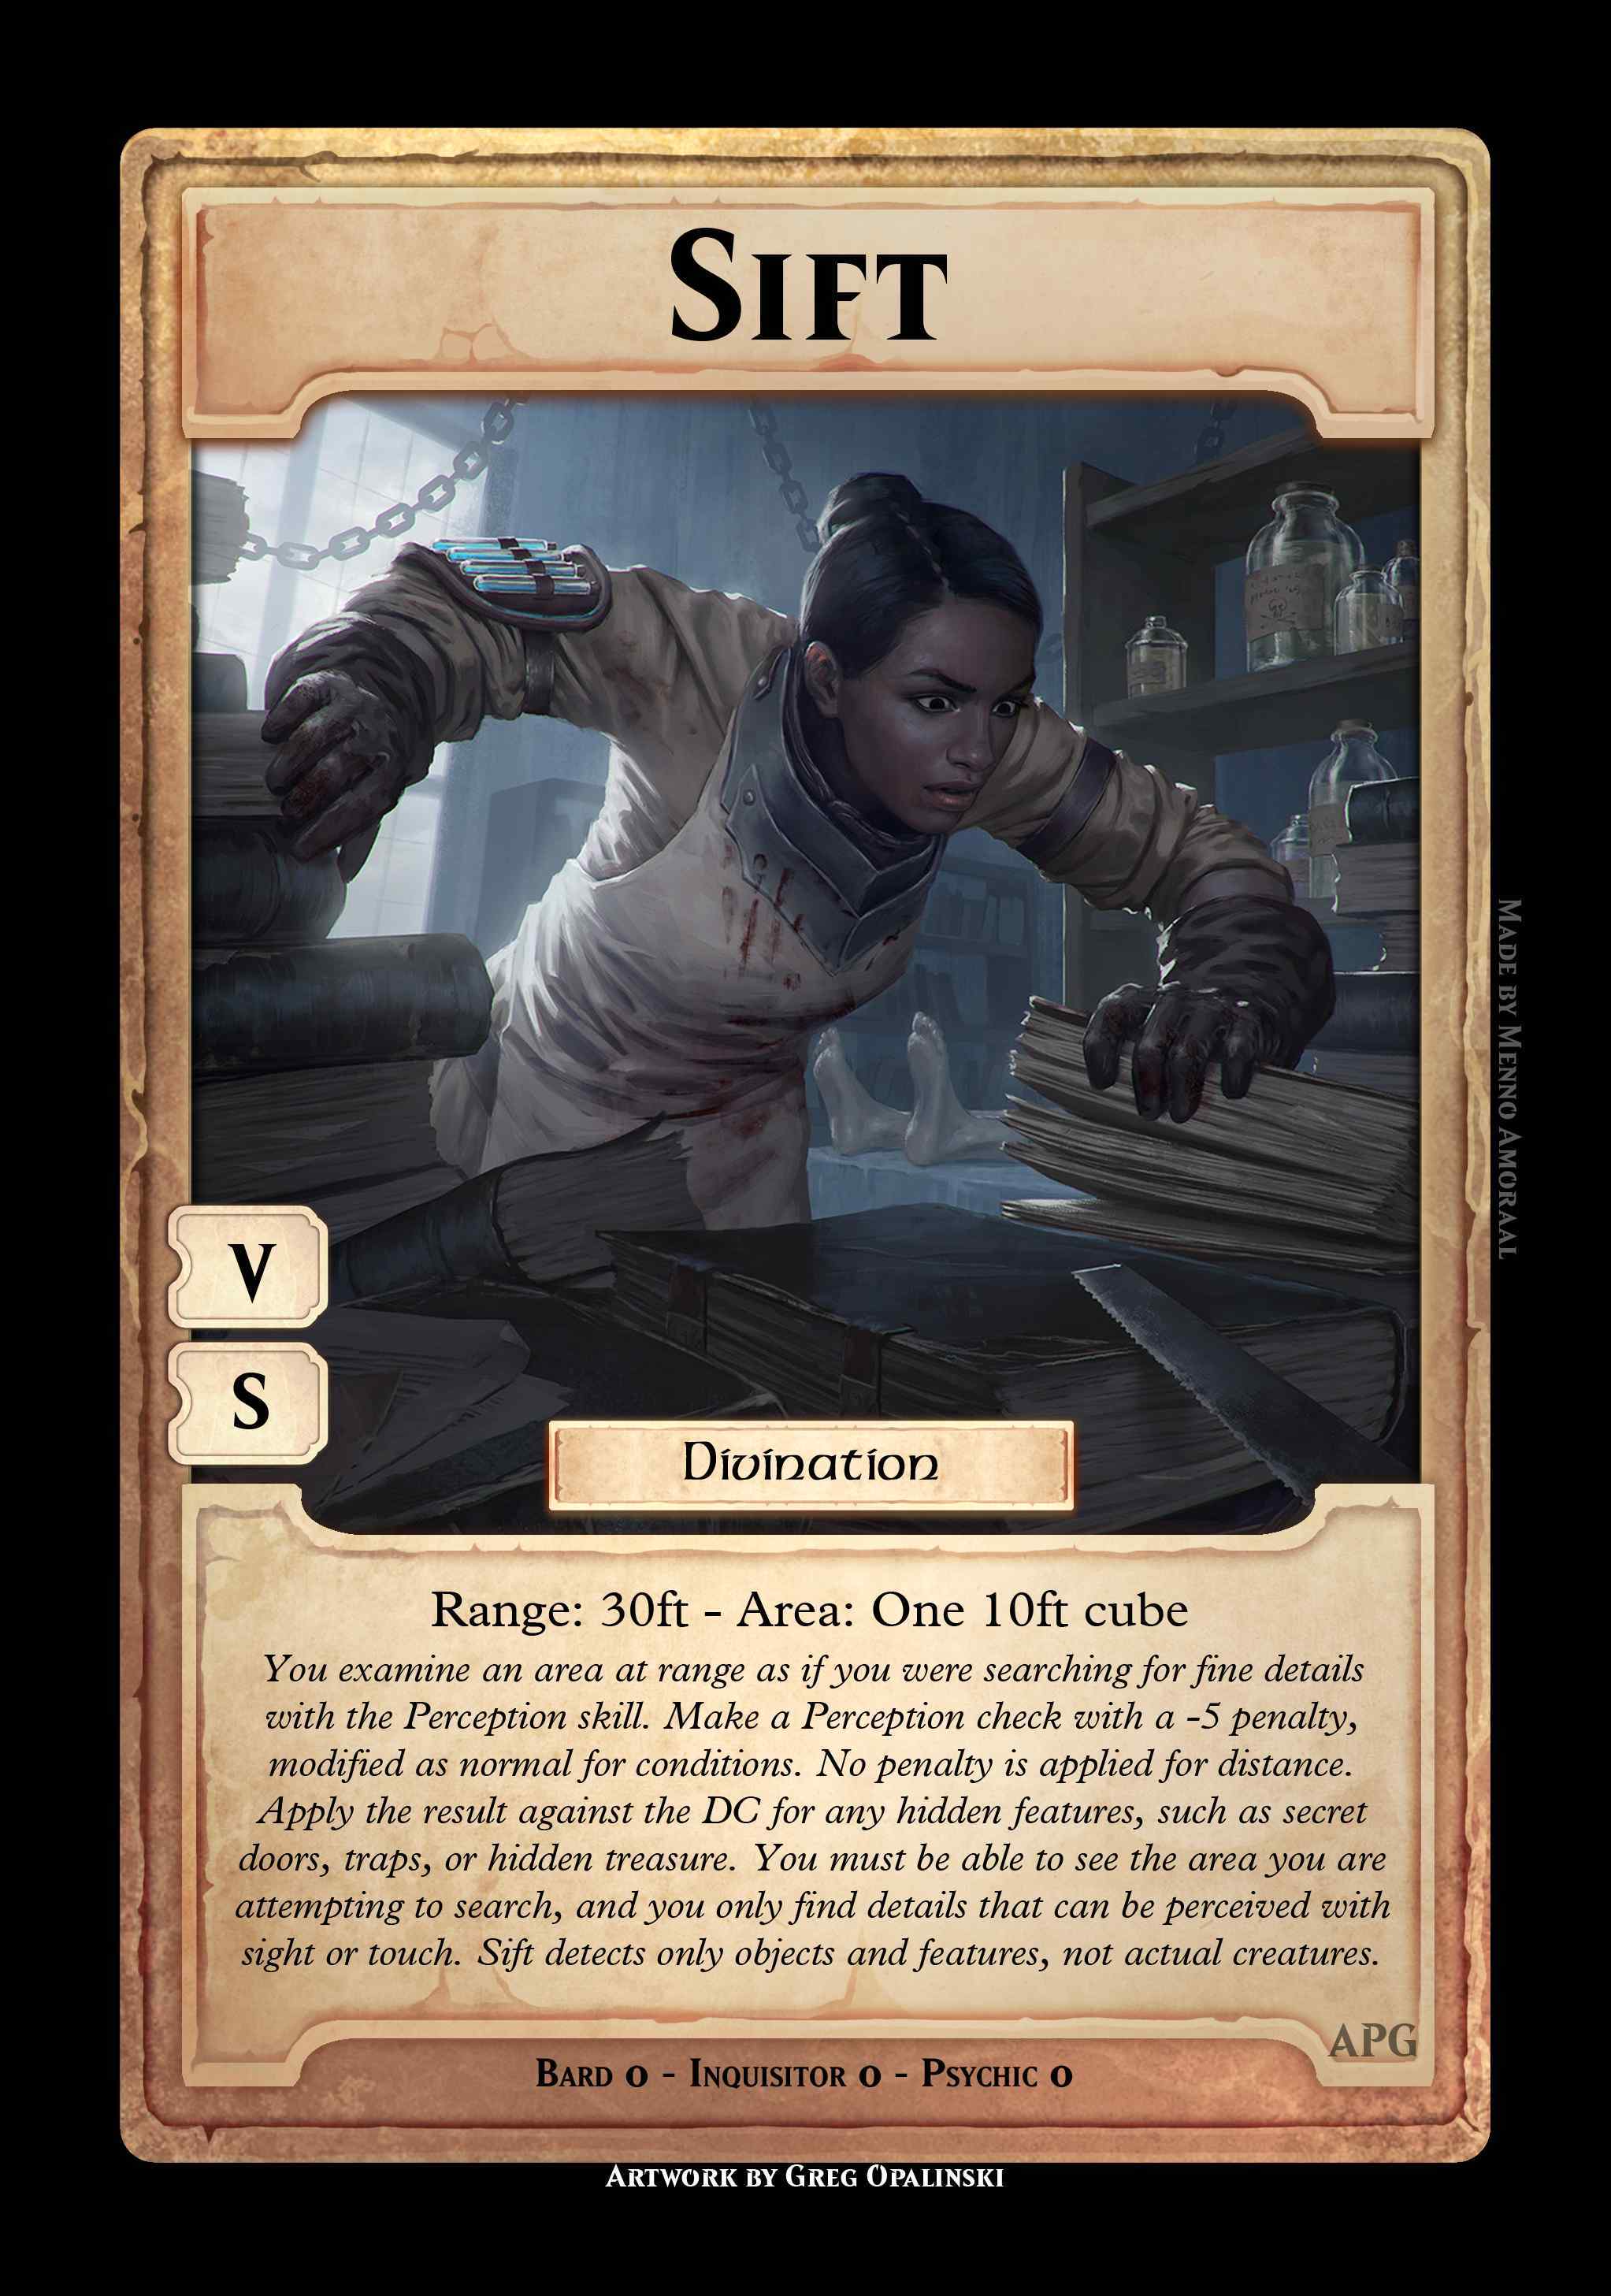 Sift
V
S
Divination
Range: 30ft - Area: One 10ft cube
You examine an area at range as if you were searching for fine details
with the Perception skill. Make a Perception check with a -5 penalty,
modified as normal for conditions. No penalty is applied for distance.
Apply the result against the DC for any hidden features, such as secret
doors, traps, or hidden treasure. You must be able to see the area you are
attempting to search, and you only find details that can be perceived with
sight or touch. Sift detects only objects and features, not actual creatures.
APG
Bard 0 - Inquisitor 0 - Psychic 0
Artwork by Greg Opalinski
Made by Menno Amoraal